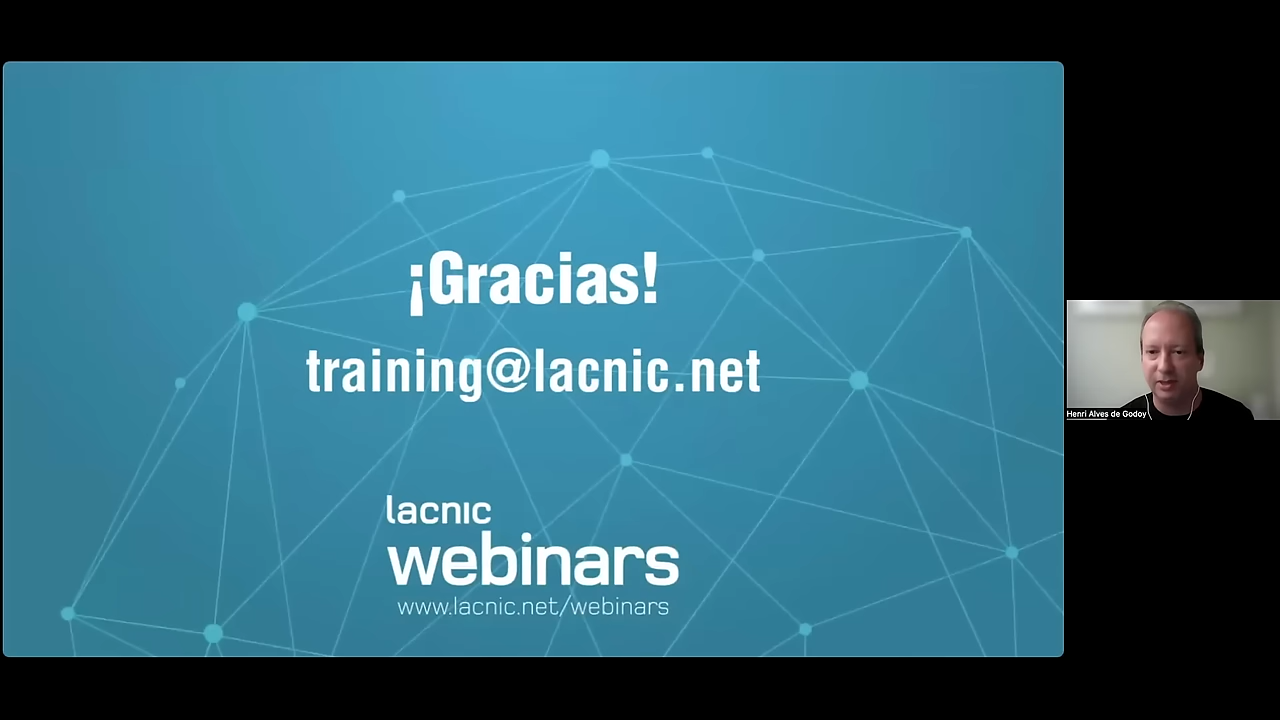 ¡Gracias!
training@lacnic.net
lacnic
webinars
www.lacnic.net/webinars
Henri Alves de Godoy